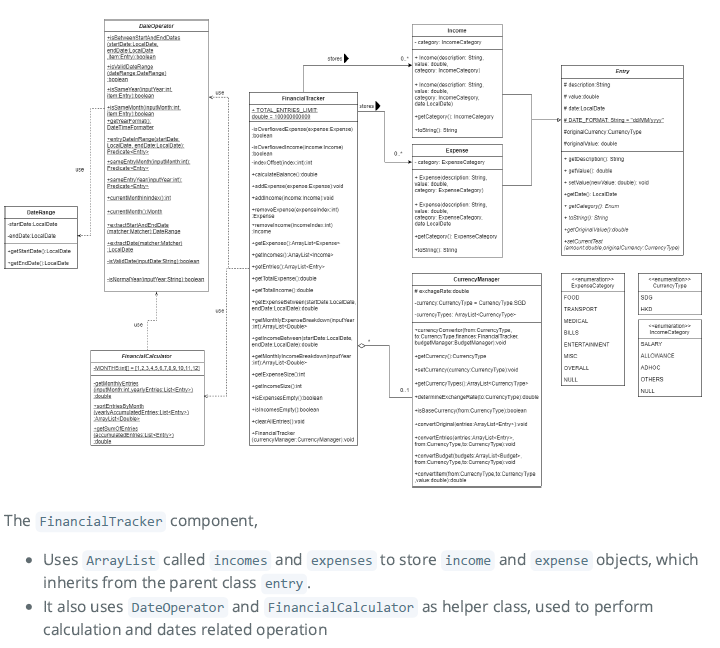 DateOperator
+isBetweenStartAndEndDates
(startDate:LocalDate,
endDate:LocalDate
,item:Entry):boolean
+isValidDateRange
(dateRange:DateRange)
:boolean
+isSameYear(inputYear:int,
item:Entry):boolean
+isSameMonth(inputMonth:int,
item:Entry):boolean
+getYearFormat():
DateTimeFormatter
+entryDateInRange(startDate:
LocalDate, endDate:LocalDate):
Predicate<Entry>
+sameEntryMonth(inputMonth:int):
Predicate<Entry>
+sameEntryYear(inputYear:int):
Predicate<Entry>
+currentMonthInIndex():int
+currentMonth():Month
+extractStartAndEndDate
(matcher:Matcher):DateRange
+extractDate(matcher:Matcher)
:LocalDate
-isValidDate(inputDate:String):boolean
-isNormalYear(inputYear:String):boolean
use
use
use
use
DateRange
-startDate:LocalDate
-endDate:LocalDate
+getStartDate():LocalDate
+getEndDate():LocalDate
FinancialCalculator
-MONTHS:int[] = [1,2,3,4,5,6,7,8,9,10,11,12]
-getMonthlyEntries
(inputMonth:int,yearlyEntries:List<Entry>)
:double
+sortEntriesByMonth
(yearlyAccumulatedEntries:List<Entry>)
:ArrayList<Double>
+getSumOfEntries
(accumulatedEntries:List<Entry>)
:double
FinancialTracker
+ TOTAL_ENTRIES_LIMIT
:double = 100000000000
-isOverflowedExpense(expense:Expense)
:boolean
-isOverflowedIncome(income:Income)
:boolean
-indexOffset(index:int):int
+calculateBalance():double
+addExpense(expense:Expense):void
+addIncome(income:Income):void
+removeExpense(expenseIndex:int)
:Expense
+removeIncome(incomeIndex:int)
:Income
+getExpenses():ArrayList<Expense>
+getIncomes():ArrayList<Income>
+getEntries():ArrayList<Entry>
+getTotalExpense():double
+getTotalIncome():double
+getExpenseBetween(startDate:LocalDate,
endDate:LocalDate):double
+getMonthlyExpenseBreakdown(inputYear
:int):ArrayList<Double>
+getIncomeBetween(startDate:LocalDate,
endDate:LocalDate):double
+getMonthlyIncomeBreakdown(inputYear
:int):ArrayList<Double>
+getExpenseSize():int
+getIncomeSize():int
+isExpensesEmpty():boolean
+isIncomesEmpty():boolean
+clearAllEntries():void
+FinancialTracker
(currencyManager:CurrencyManager):void
stores
0..*
stores
0..*
*
0..1
Income
- category: IncomeCategory
+ Income(description: String,
value: double,
category: IncomeCategory)
+ Income(description: String,
value: double,
category: IncomeCategory,
date:LocalDate)
+ getCategory(): IncomeCategory
+toString(): String
Expense
- category: ExpenseCategory
+ Expense(description: String,
value: double,
category: ExpenseCategory)
+ Expense(description: String,
value: double,
category: ExpenseCategory,
date:LocalDate)
+ getCategory(): ExpenseCategory
+toString(): String
Entry
# description:String
# value:double
# date:LocalDate
# DATE_FORMAT:String = "dd/MM/yyyy"
#originalCurrency:CurrencyType
#originalValue: double
+ getDescription(): String
+ getValue(): double
+ setValue(newValue: double): void
+ getDate(): LocalDate
+ getCategory(): Enum
+ toString(): String
+ getOriginalValue():double
+setCurrentTest
(amount:double,originalCurrency:CurrencyType)
CurrencyManager
# exchageRate:double
-currency:CurrencyType = CurrencyType.SGD
-currencyTypes: ArrayList<CurrencyType>
+currencyConvertor(from:CurrencyType,
to:CurrencyType,finances:FinancialTracker,
budgetManager:BudgetManager):void
+getCurrency():CurrencyType
+setCurrency(currency:CurrencyType):void
+getCurrencyTypes():ArrayList<CurrencyType>
+determineExchangeRate(to:CurrencyType):double
+isBaseCurrency(from:CurrencyType):boolean
+convertOriginal(entries:ArrayList<Entry>):void
+convertEntries(entries:ArrayList<Entry>,
from:CurrencyType,to:CurrencyType):void
+convertBudget(budgets:ArrayList<Budget>,
from:CurrencyType,to:CurrencyType):void
+convertItem(from:CurrecnyType,to:CurrencyType
,value:double):double
<<enumeration>>
ExpenseCategory
FOOD
TRANSPORT
MEDICAL
BILLS
ENTERTAINMENT
MISC
OVERALL
NULL
<<enumeration>>
CurrencyType
SDG
HKD
<<enumeration>>
IncomeCategory
SALARY
ALLOWANCE
ADHOC
OTHERS
NULL
The FinancialTracker component,
• Uses ArrayList called incomes and expenses to store income and expense objects, which
inherits from the parent class entry .
• It also uses DateOperator and FinancialCalculator as helper class, used to perform
calculation and dates related operation